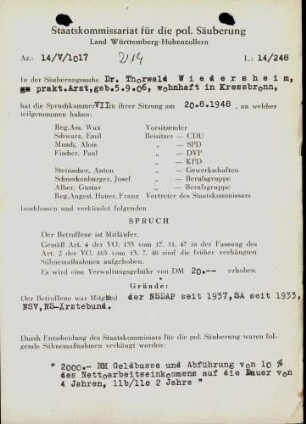 Staatskommissariat für die pol. Säuberung
Land Württemberg-Hohenzollern
Az.: 14/V/1017
L.: 14/248
In der Säuberungssache Dr. Thorwald Wiedersheim,
prakt.Arzt,geb.5.9.06, wohnhaft in Kressbronn,
hat die Spruchkammer VII in ihrer Sitzung am 20.8.1948, an welcher
teilgenommen haben:
Reg.Ass. Wax Vorsitzender
Schwarz, Emil Beisitzer — CDU
Musch, Alois „ — SPD
Fischer, Paul „ — DVP
„ — KPD
Steinacher, Anton „ — Gewerkschaften
Schneckenburger, Josef „ — Berufsgruppe
Alber, Gustav „ — Berufsgruppe
Reg.Angest. Hauer, Franz Vertreter des Staatskommissars
beschlossen und verkündet folgenden
SPRUCH
Der Betroffene ist Mitläufer.
Gemäß Art. 4 der VO. 133 vom 17. 11. 47 in der Fassung des
Art. 2 der VO. 165 vom 13. 7. 48 sind die früher verhängten
Sühnemaßnahmen aufgehoben.
Es wird eine Verwaltungsgebühr von DM 20.-- erhoben.
Gründe:
Der Betroffene war Mitglied der NSDAP seit 1937, SA seit 1933,
NSV, NS-Arztebund.
Durch Entscheidung des Staatskommissars für die pol. Säuberung waren folgende
Sühnemaßnahmen verhängt worden:
" 2000.- RM Geldbusse und Abführung von 10 %
des Nettoarbeitseinkommens auf die Dauer von
4 Jahren, 11b/11c 2 Jahre "